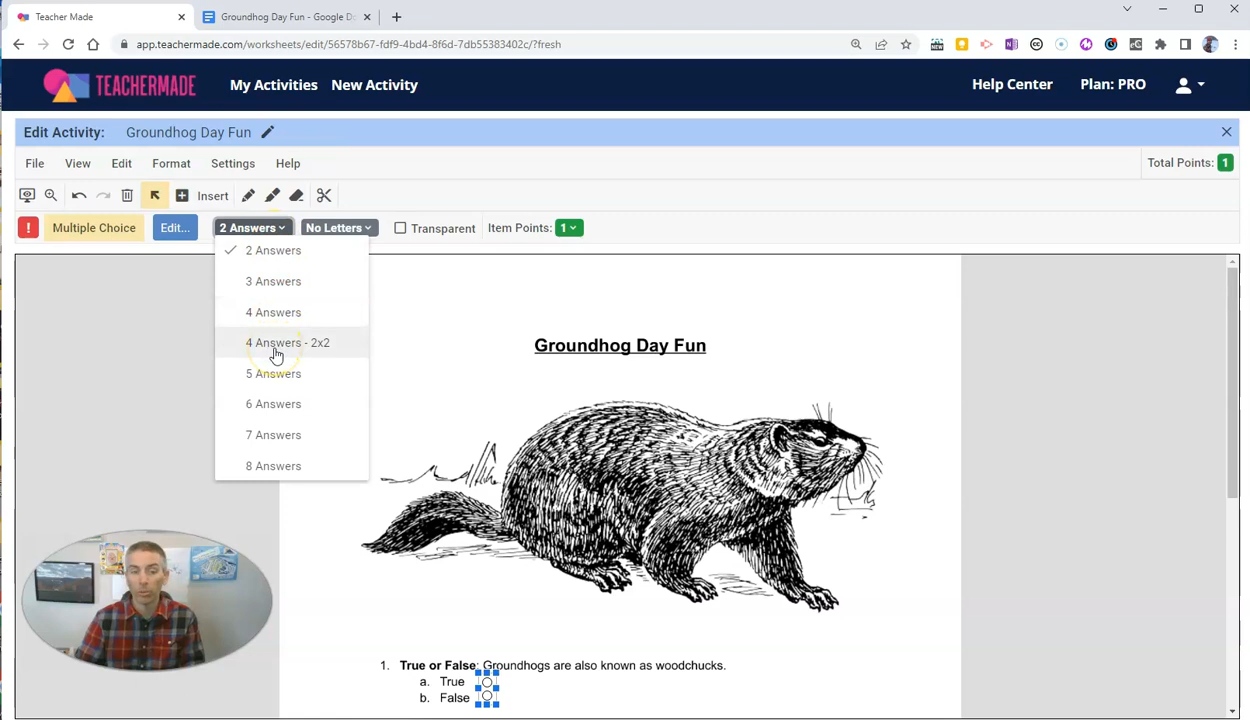 Teacher Made
Groundhog Day Fun - Google D
app.teachermade.com/worksheets/edit/56578b67-fdf9-4bd4-8f6d-7db55383402c/?fresh
TEACHERMADE
My Activities
New Activity
Help Center
Plan: PRO
Edit Activity:
Groundhog Day Fun
File
View
Edit
Format
Settings
Help
Total Points: 1
Insert
Multiple Choice
Edit...
2 Answers
No Letters
Transparent
Item Points: 1
2 Answers
3 Answers
4 Answers
4 Answers - 2x2
5 Answers
6 Answers
7 Answers
8 Answers
Groundhog Day Fun
1. True or False: Groundhogs are also known as woodchucks.
a. True
b. False